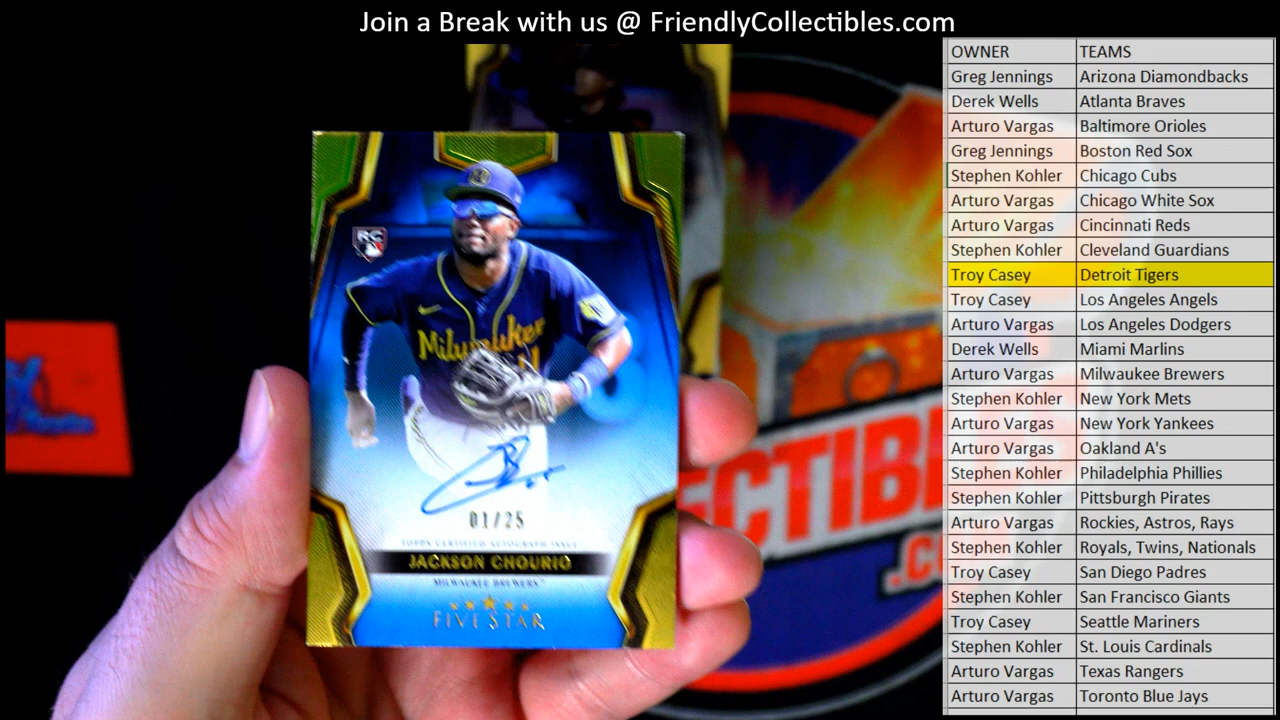 Join a Break with us @ FriendlyCollectibles.com
RC
Milwaukee
01/25
TOPPS CERTIFIED AUTOGRAPH ISSUE
JACKSON CHOURIO
MILWAUKEE BREWERS™
FIVE STAR
ECTIBLES
.CO
OWNER TEAMS
Greg Jennings Arizona Diamondbacks
Derek Wells Atlanta Braves
Arturo Vargas Baltimore Orioles
Greg Jennings Boston Red Sox
Stephen Kohler Chicago Cubs
Arturo Vargas Chicago White Sox
Arturo Vargas Cincinnati Reds
Stephen Kohler Cleveland Guardians
Troy Casey Detroit Tigers
Troy Casey Los Angeles Angels
Arturo Vargas Los Angeles Dodgers
Derek Wells Miami Marlins
Arturo Vargas Milwaukee Brewers
Stephen Kohler New York Mets
Arturo Vargas New York Yankees
Arturo Vargas Oakland A's
Stephen Kohler Philadelphia Phillies
Stephen Kohler Pittsburgh Pirates
Arturo Vargas Rockies, Astros, Rays
Stephen Kohler Royals, Twins, Nationals
Troy Casey San Diego Padres
Stephen Kohler San Francisco Giants
Troy Casey Seattle Mariners
Stephen Kohler St. Louis Cardinals
Arturo Vargas Texas Rangers
Arturo Vargas Toronto Blue Jays